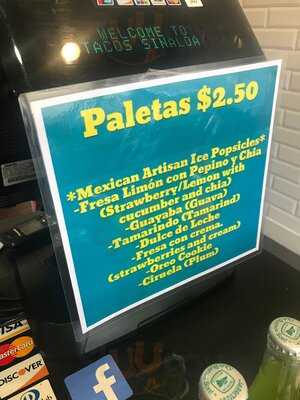 WELCOME TO
TACOS SINALOA
Paletas $2.50
*Mexican Artisan Ice Popsicles*
-Fresa Limón con Pepino y Chia
(Strawberry/Lemon with
cucumber and chia)
-Guayaba (Guava)
-Tamarindo (Tamarind)
-Dulce de Leche
-Fresa con crema.
(strawberries and cream)
-Oreo Cookie
-Ciruela (Plum)
VISA
MasterCard
DISCOVER
f